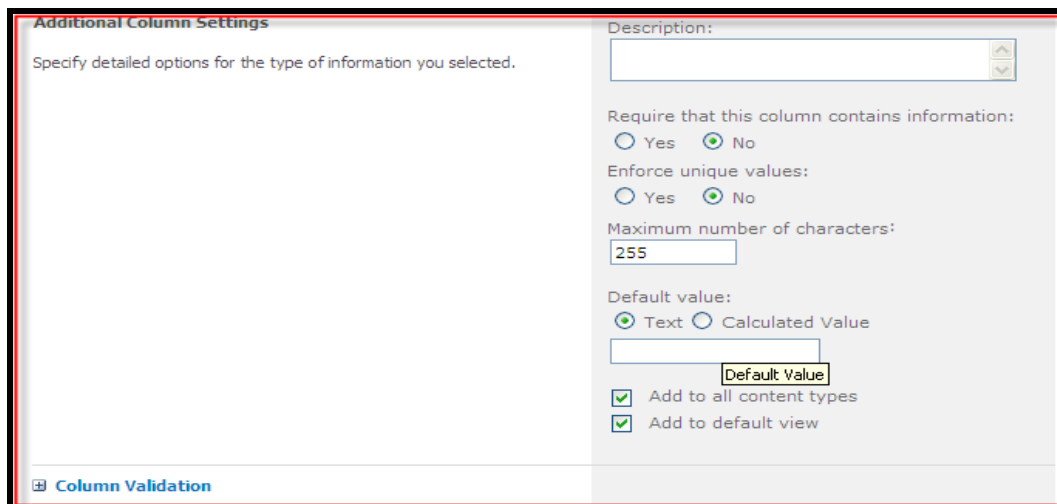 Additional Column Settings
Specify detailed options for the type of information you selected.
Description:
Require that this column contains information:
Yes No
Enforce unique values:
Yes No
Maximum number of characters:
255
Default value:
Text Calculated Value
Default Value
Add to all content types
Add to default view
Column Validation